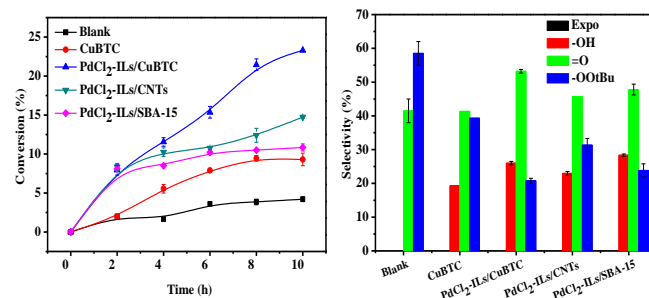 Blank
CuBTC
PdCl2-ILs/CuBTC
PdCl2-ILs/CNTs
PdCl2-ILs/SBA-15
Conversion (%)
25
20
15
10
5
0
0 2 4 6 8 10
Time (h)
Expo
-OH
=O
-OOtBu
Selectivity (%)
70
60
50
40
30
20
10
0
Blank
CuBTC
PdCl2-ILs/CuBTC
PdCl2-ILs/CNTs
PdCl2-ILs/SBA-15